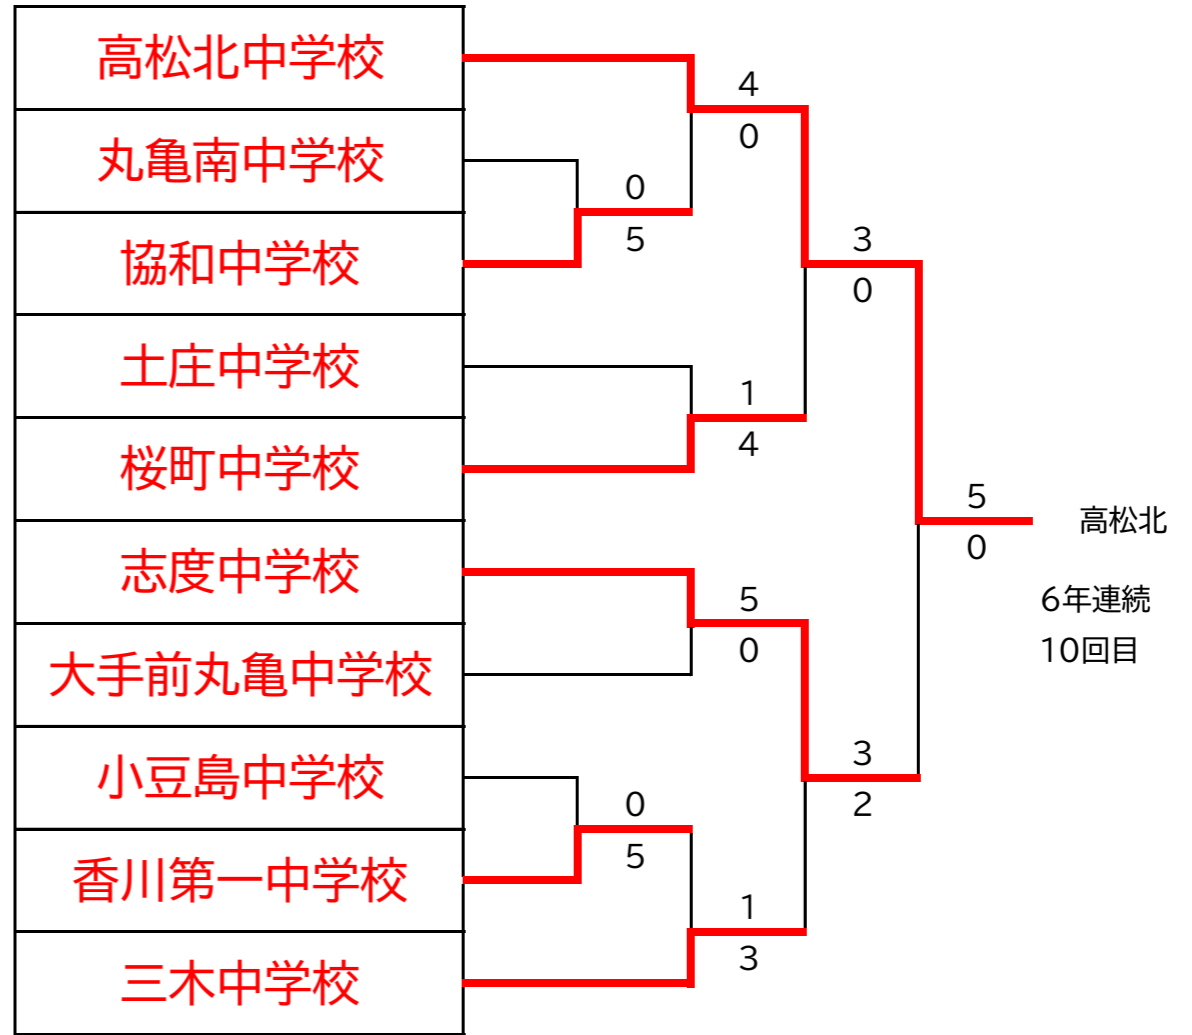 高松北中学校
丸亀南中学校
協和中学校
土庄中学校
桜町中学校
志度中学校
大手前丸亀中学校
小豆島中学校
香川第一中学校
三木中学校
0
5
0
5
4
0
1
4
5
0
1
3
3
0
3
2
5
0
高松北
6年連続
10回目